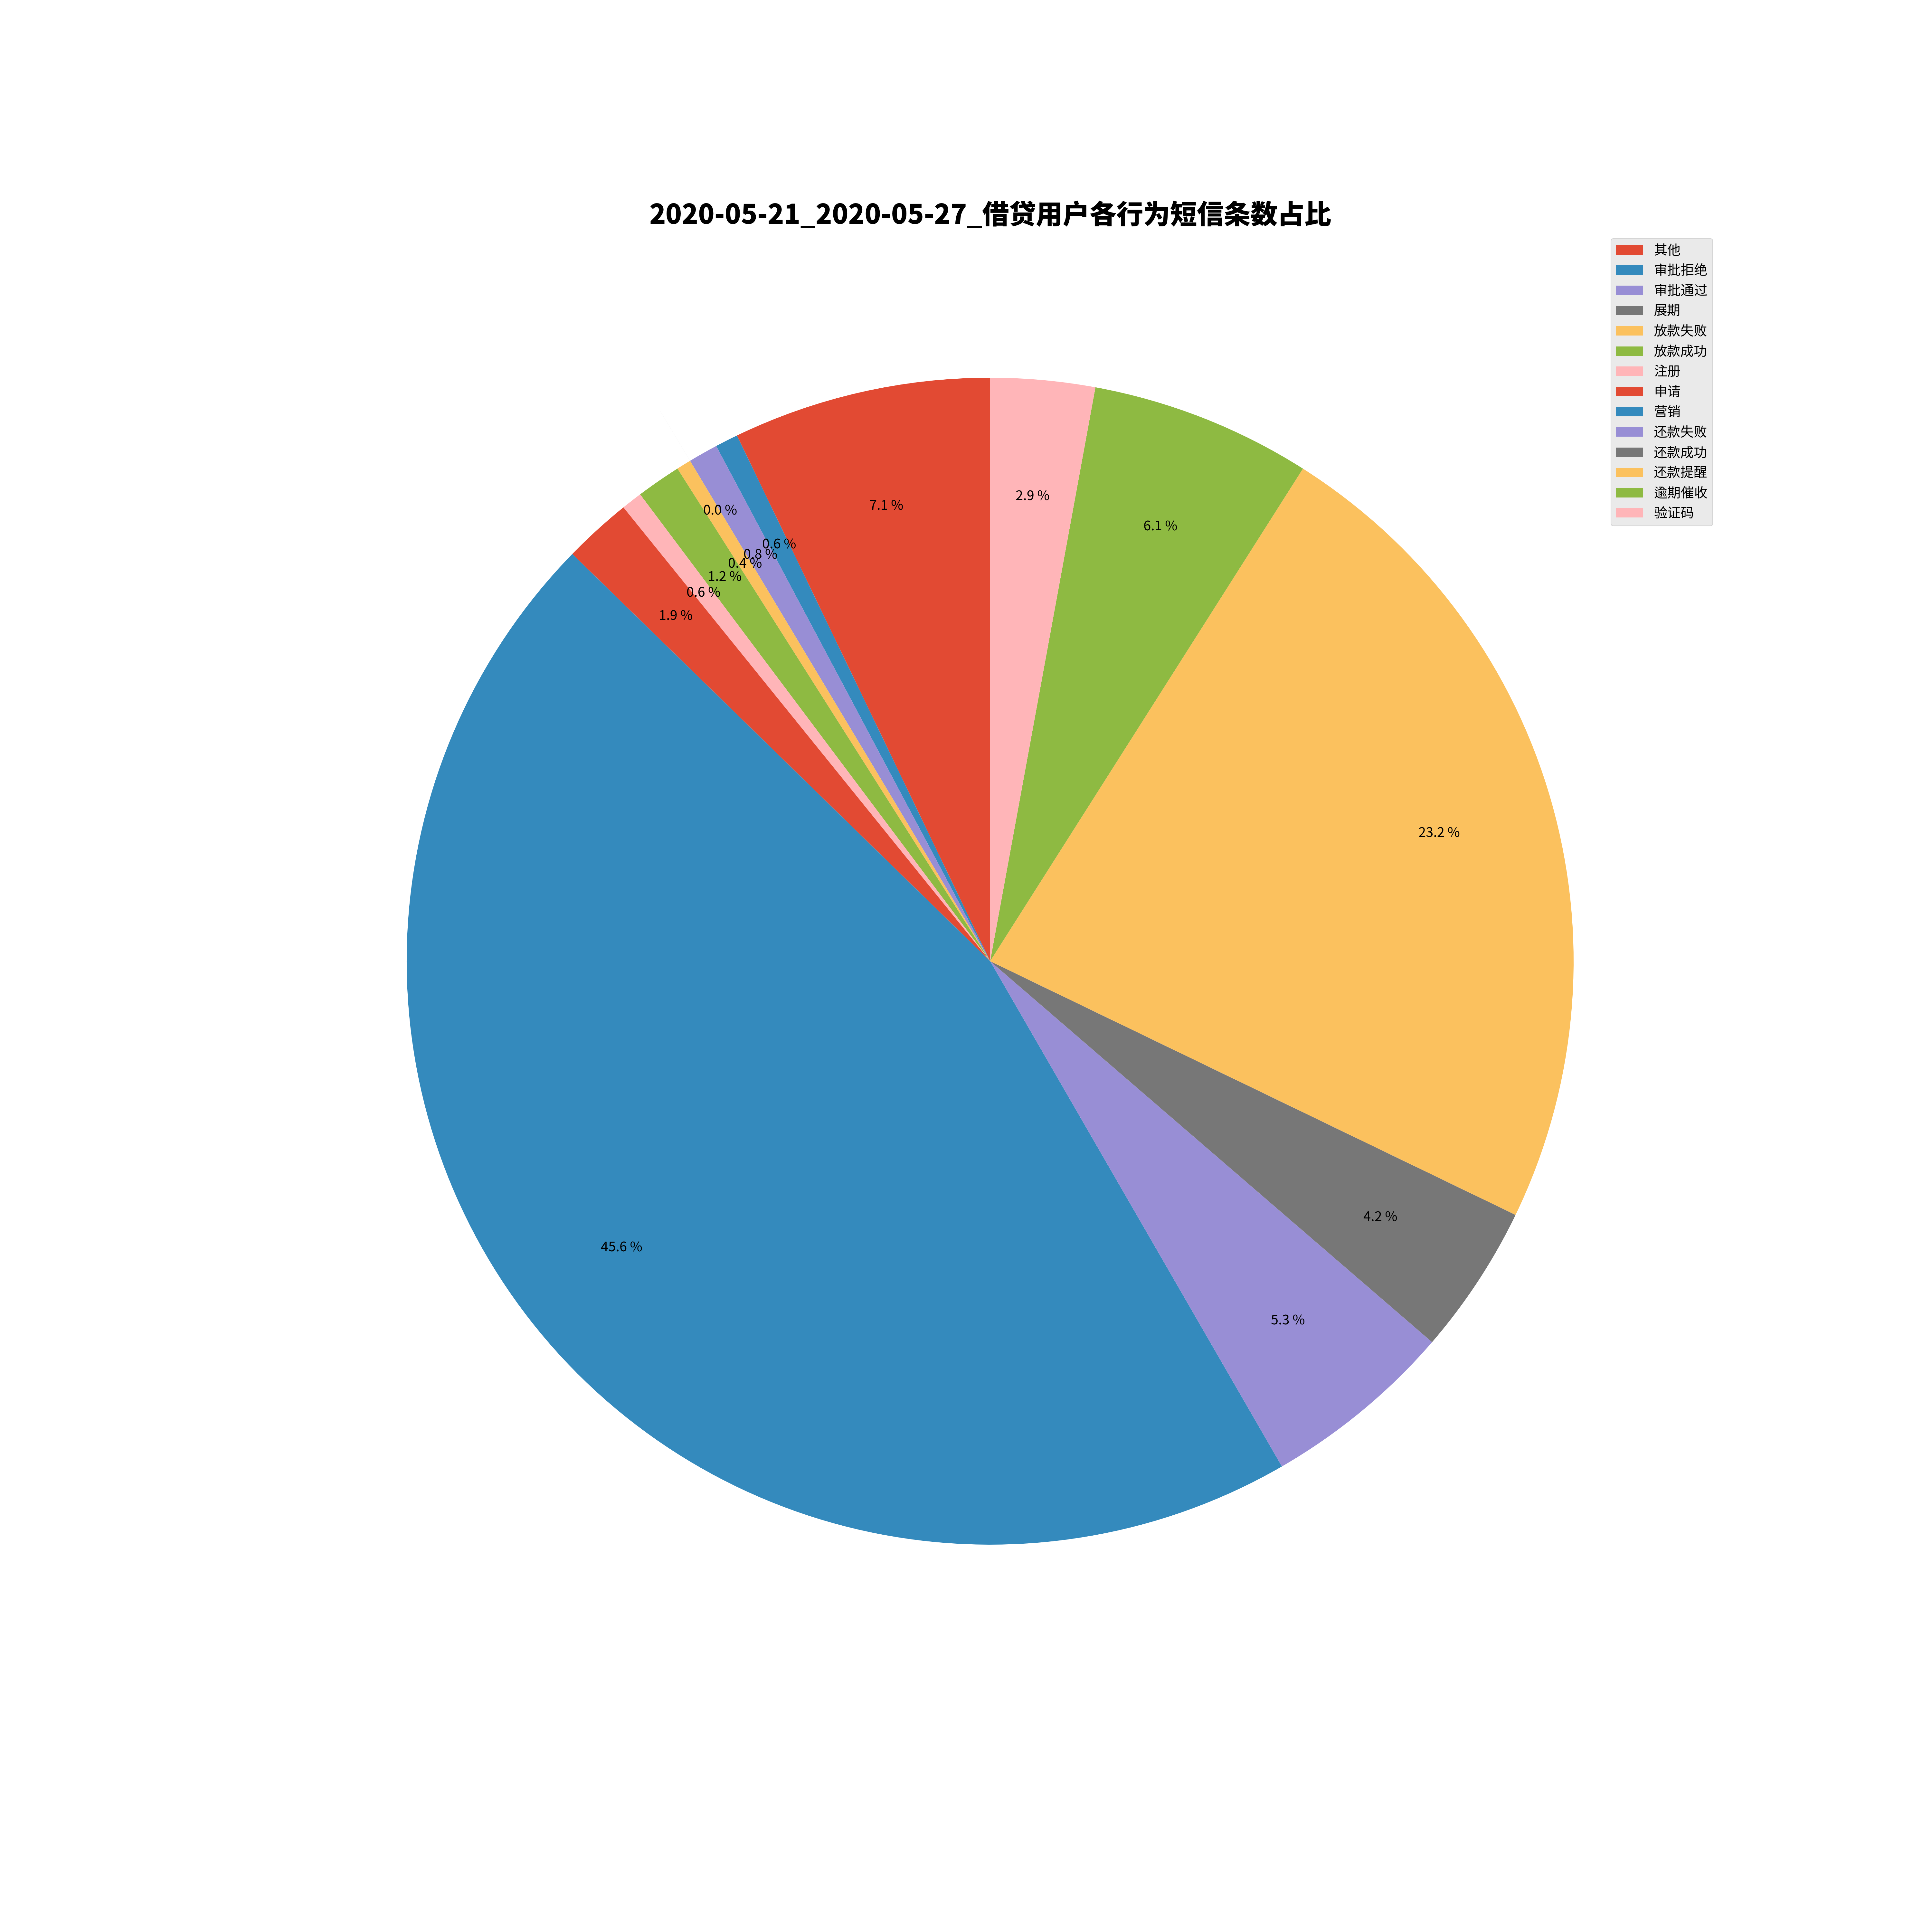 2020-05-21_2020-05-27_借贷用户各行为短信条数占比
其他
审批拒绝
审批通过
展期
放款失败
放款成功
注册
申请
营销
还款失败
还款成功
还款提醒
逾期催收
验证码
2.9 %
7.1 %
0.0 %
6.1 %
0.6 %
0.8 %
0.4 %
1.2 %
0.6 %
1.9 %
23.2 %
4.2 %
45.6 %
5.3 %